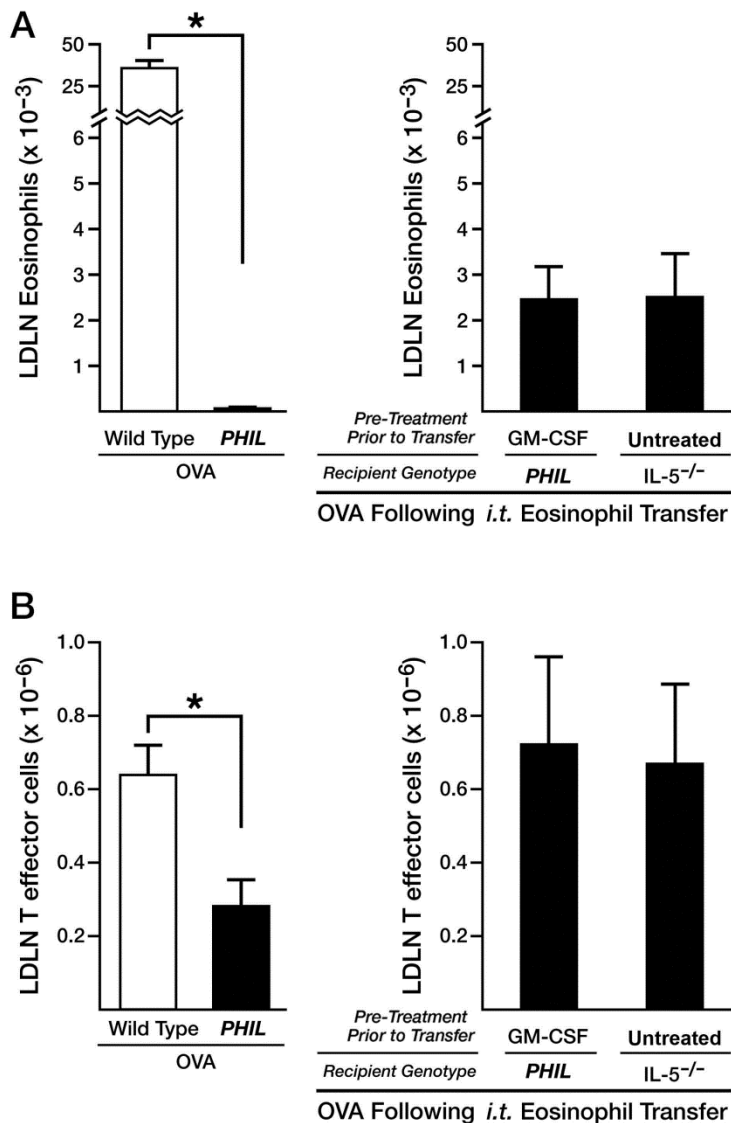 A
LDLN Eosinophils (x 10⁻³)
50
25
6
5
4
3
2
1
*
Wild Type PHIL
OVA
LDLN Eosinophils (x 10⁻³)
50
25
6
5
4
3
2
1
Pre-Treatment
Prior to Transfer GM-CSF Untreated
Recipient Genotype PHIL IL-5⁻/⁻
OVA Following i.t. Eosinophil Transfer
B
LDLN T effector cells (x 10⁻⁶)
1.0
0.8
0.6
0.4
0.2
*
Wild Type PHIL
OVA
LDLN T effector cells (x 10⁻⁶)
1.0
0.8
0.6
0.4
0.2
Pre-Treatment
Prior to Transfer GM-CSF Untreated
Recipient Genotype PHIL IL-5⁻/⁻
OVA Following i.t. Eosinophil Transfer